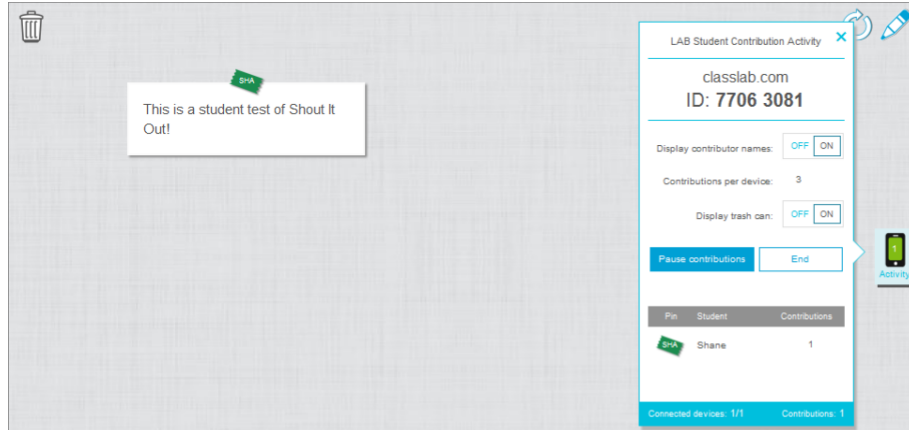 SHA
This is a student test of Shout It
Out!
LAB Student Contribution Activity
classlab.com
ID: 7706 3081
Display contributor names: OFF ON
Contributions per device: 3
Display trash can: OFF ON
Pause contributions End
1
Activity
Pin Student Contributions
SHA Shane 1
Connected devices: 1/1 Contributions: 1